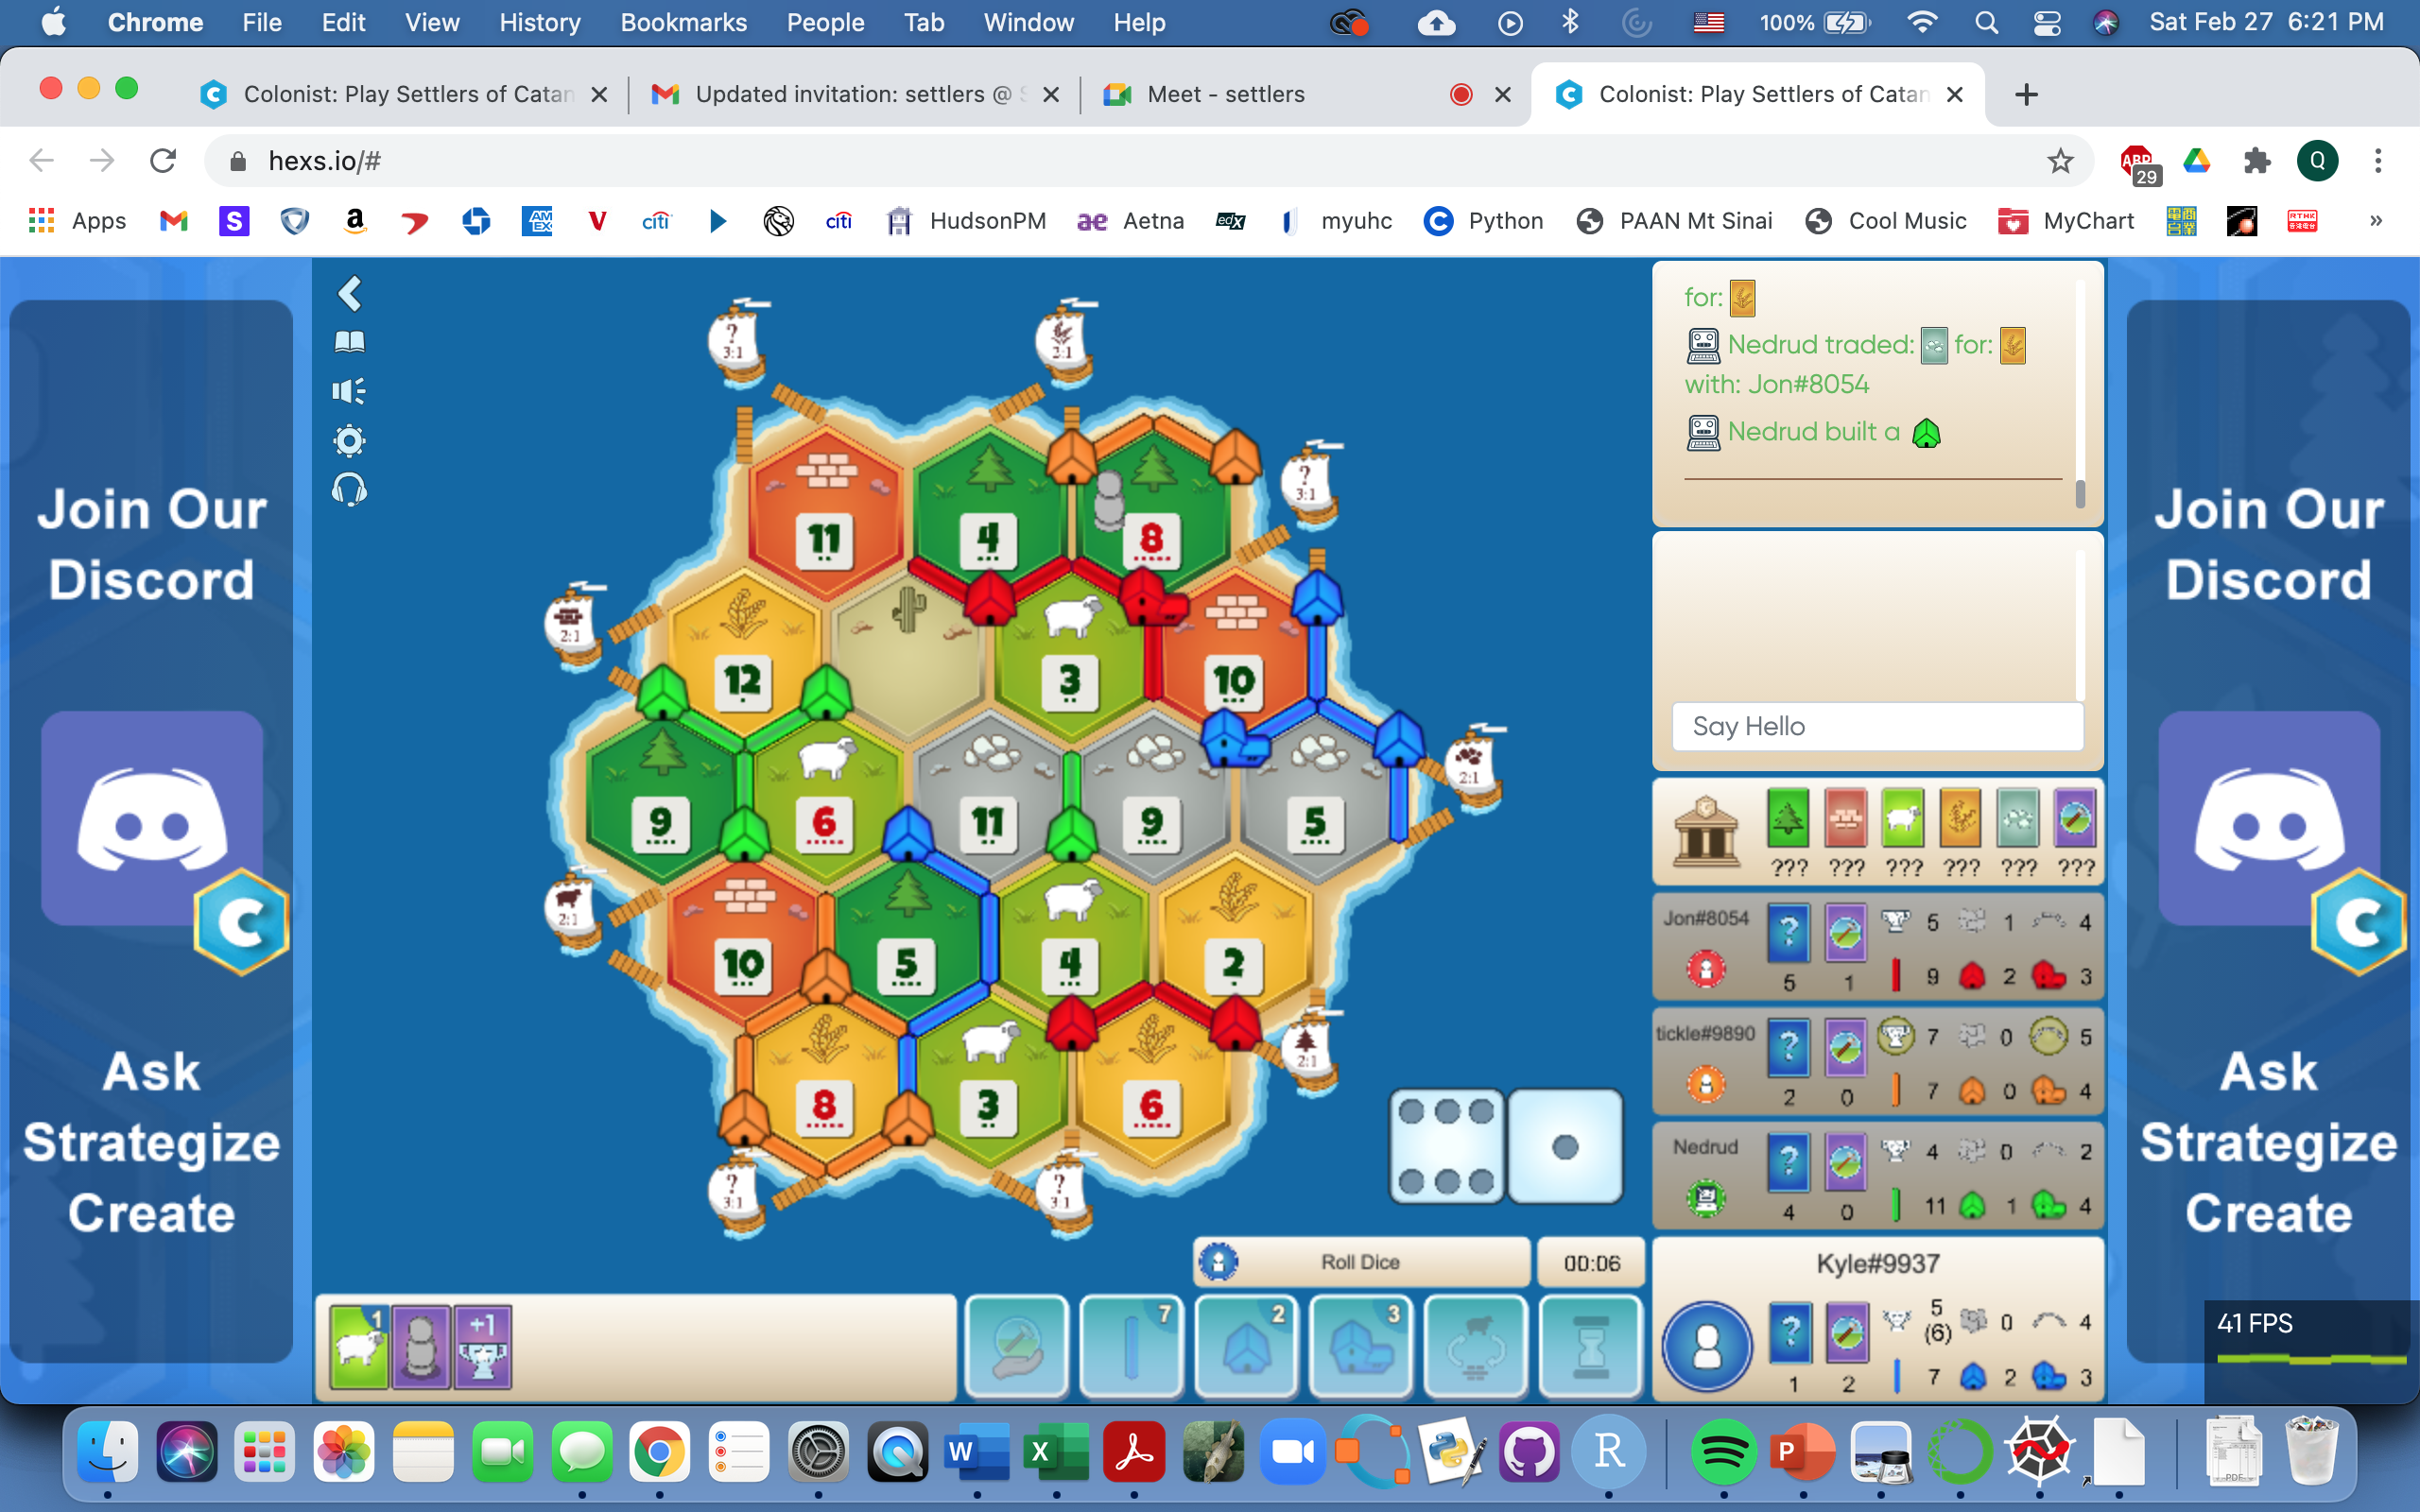 Chrome File Edit View History Bookmarks People Tab Window Help 100% Sat Feb 27 6:21 PM
Colonist: Play Settlers of Catan
Updated invitation: settlers @ S
Meet - settlers
Colonist: Play Settlers of Catan
hexs.io/#
ABP 29
Q
Apps S a AM EX V citi citi HudsonPM ae Aetna edX myuhc Python PAAN Mt Sinai Cool Music MyChart »
Join Our
Discord
Ask
Strategize
Create
? 3:1
2:1
? 3:1
11 4 8
2:1
12 3 10
2:1
9 6 11 9 5
2:1
10 5 4 2
2:1
8 3 6
? 3:1
? 3:1
for:
Nedrud traded: for:
with: Jon#8054
Nedrud built a
Say Hello
??? ??? ??? ??? ??? ???
Jon#8054 ? 5 1 4
5 1 9 2 3
tickle#9890 ? 7 0 5
2 0 7 0 4
Nedrud ? 4 0 2
4 0 11 1 4
Roll Dice 00:06
Kyle#9937
? 5 (6) 0 4
1 2 7 2 3
1 +1
7 2 3
Join Our
Discord
Ask
Strategize
Create
41 FPS
W X R P PDF